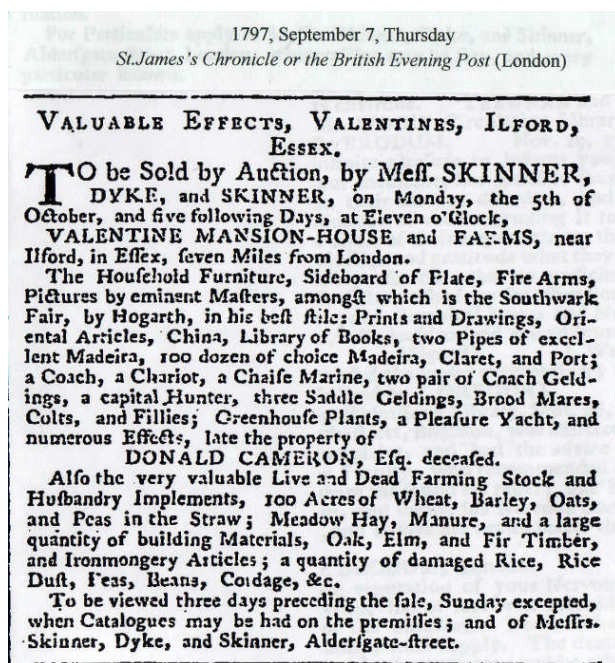 1797, September 7, Thursday
St.James's Chronicle or the British Evening Post (London)
VALUABLE EFFECTS, VALENTINES, ILFORD,
ESSEX.
TO be Sold by Auction, by Meſſ. SKINNER,
DYKE, and SKINNER, on Monday, the 5th of
October, and five following Days, at Eleven o'Clock,
VALENTINE MANSION-HOUSE and FARMS, near
Ilford, in Eſſex, ſeven Miles from London.
The Houſehold Furniture, Sideboard of Plate, Fire Arms,
Pictures by eminent Maſters, amongſt which is the Southwark
Fair, by Hogarth, in his beſt ſtile: Prints and Drawings, Ori-
ental Articles, China, Library of Books, two Pipes of excel-
lent Madeira, 100 dozen of choice Madeira, Claret, and Port;
a Coach, a Chariot, a Chaiſe Marine, two pair of Coach Geld-
ings, a capital Hunter, three Saddle Geldings, Brood Mares,
Colts, and Fillies; Greenhouſe Plants, a Pleaſure Yacht, and
numerous Effects, late the property of
DONALD CAMERON, Eſq. deceaſed.
Alſo the very valuable Live and Dead Farming Stock and
Huſbandry Implements, 100 Acres of Wheat, Barley, Oats,
and Peas in the Straw; Meadow Hay, Manure, and a large
quantity of building Materials, Oak, Elm, and Fir Timber,
and Ironmongery Articles; a quantity of damaged Rice, Rice
Duſt, Peas, Beans, Cordage, &c.
To be viewed three days preceding the ſale, Sunday excepted,
when Catalogues may be had on the premiſſes; and of Meſſrs.
Skinner, Dyke, and Skinner, Alderſgate-ſtreet.